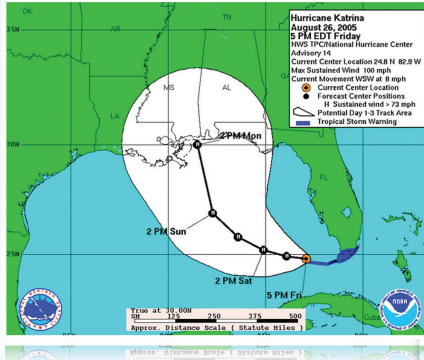 OK
AR
TN
35N
MS
AL
LA
30N
FL
25N
Cuba
Hurricane Katrina
August 26, 2005
5 PM EDT Friday
NWS TPC/National Hurricane Center
Advisory 14
Current Center Location 24.8 N 82.9 W
Max Sustained Wind 100 mph
Current Movement WSW at 8 mph
Current Center Location
Forecast Center Positions
H Sustained wind > 73 mph
Potential Day 1-3 Track Area
Tropical Storm Warning
2 PM Mon
H
H
2 PM Sun
H
H
H
2 PM Sat
5 PM Fri
True at 30.00N
SM 125 250 375 500
Approx. Distance Scale ( Statute Miles )
NOAA